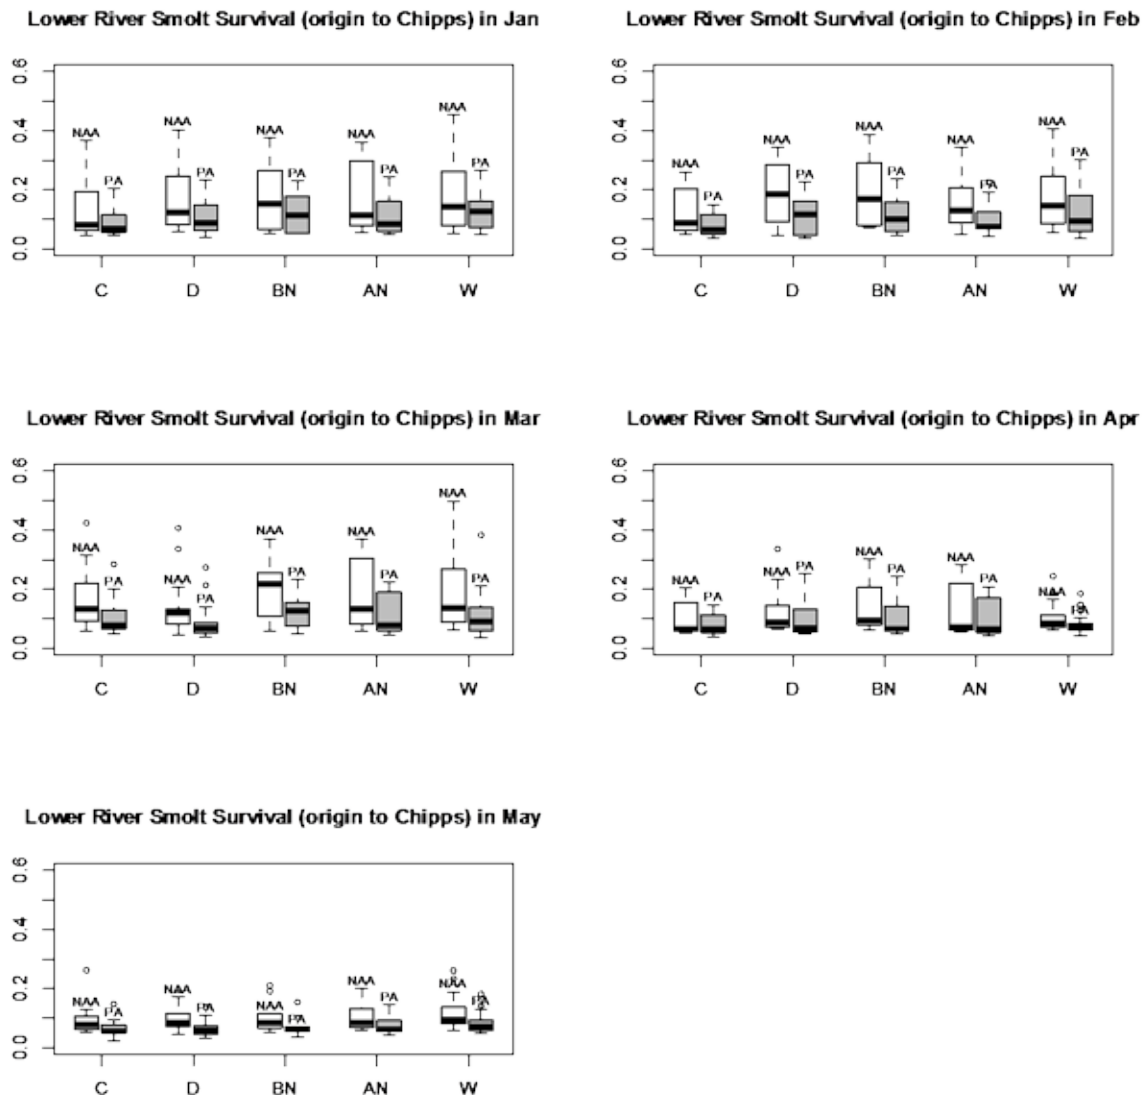 Lower River Smolt Survival (origin to Chipps) in Jan
0.6
0.4
0.2
0.0
NAA PA NAA PA NAA PA NAA PA NAA PA
C D BN AN W
Lower River Smolt Survival (origin to Chipps) in Feb
0.6
0.4
0.2
0.0
NAA PA NAA PA NAA PA NAA PA NAA PA
C D BN AN W
Lower River Smolt Survival (origin to Chipps) in Mar
0.6
0.4
0.2
0.0
NAA PA NAA PA NAA PA NAA PA NAA PA
C D BN AN W
Lower River Smolt Survival (origin to Chipps) in Apr
0.6
0.4
0.2
0.0
NAA PA NAA PA NAA PA NAA PA NAA PA
C D BN AN W
Lower River Smolt Survival (origin to Chipps) in May
0.6
0.4
0.2
0.0
NAA PA NAA PA NAA PA NAA PA NAA PA
C D BN AN W